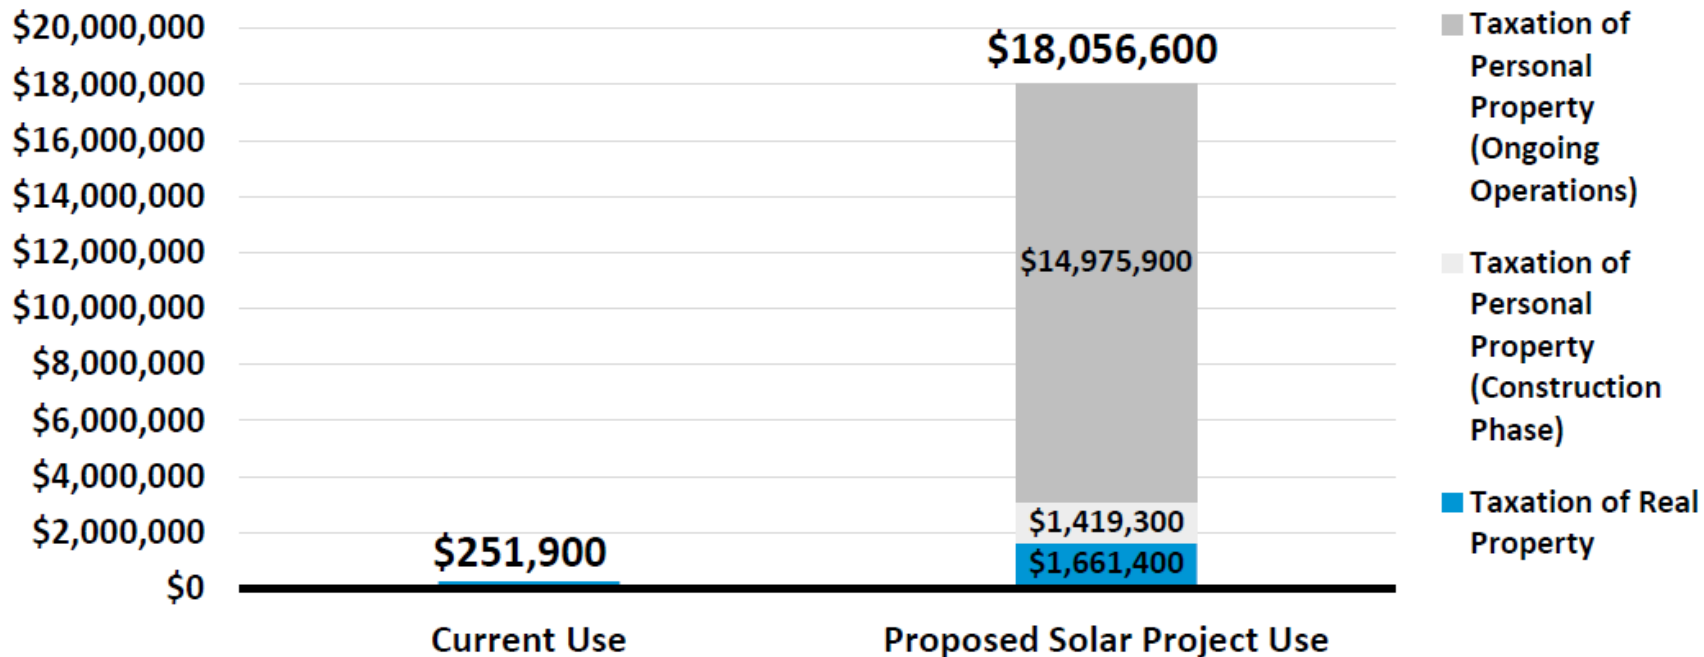 $20,000,000
$18,000,000
$16,000,000
$14,000,000
$12,000,000
$10,000,000
$8,000,000
$6,000,000
$4,000,000
$2,000,000
$0
$251,900
$18,056,600
$14,975,900
$1,419,300
$1,661,400
Current Use
Proposed Solar Project Use
Taxation of
Personal
Property
(Ongoing
Operations)
Taxation of
Personal
Property
(Construction
Phase)
Taxation of Real
Property